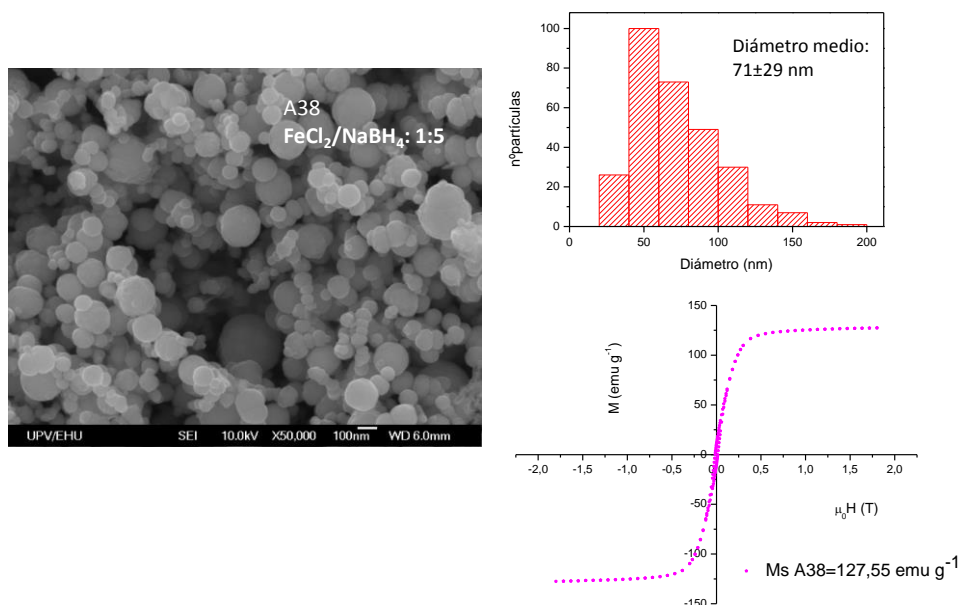 A38
FeCl₂/NaBH₄: 1:5
UPV/EHU SEI 10.0kV X50,000 100nm WD 6.0mm
Diámetro medio:
71±29 nm
100
80
60
40
20
0
nºpartículas
0 50 100 150 200
Diámetro (nm)
150
125
100
50
0
-50
-100
-150
M (emu g⁻¹)
-2,0 -1,5 -1,0 -0,5 0,0 0,5 1,0 1,5 2,0
μ₀H (T)
Ms A38=127,55 emu g⁻¹